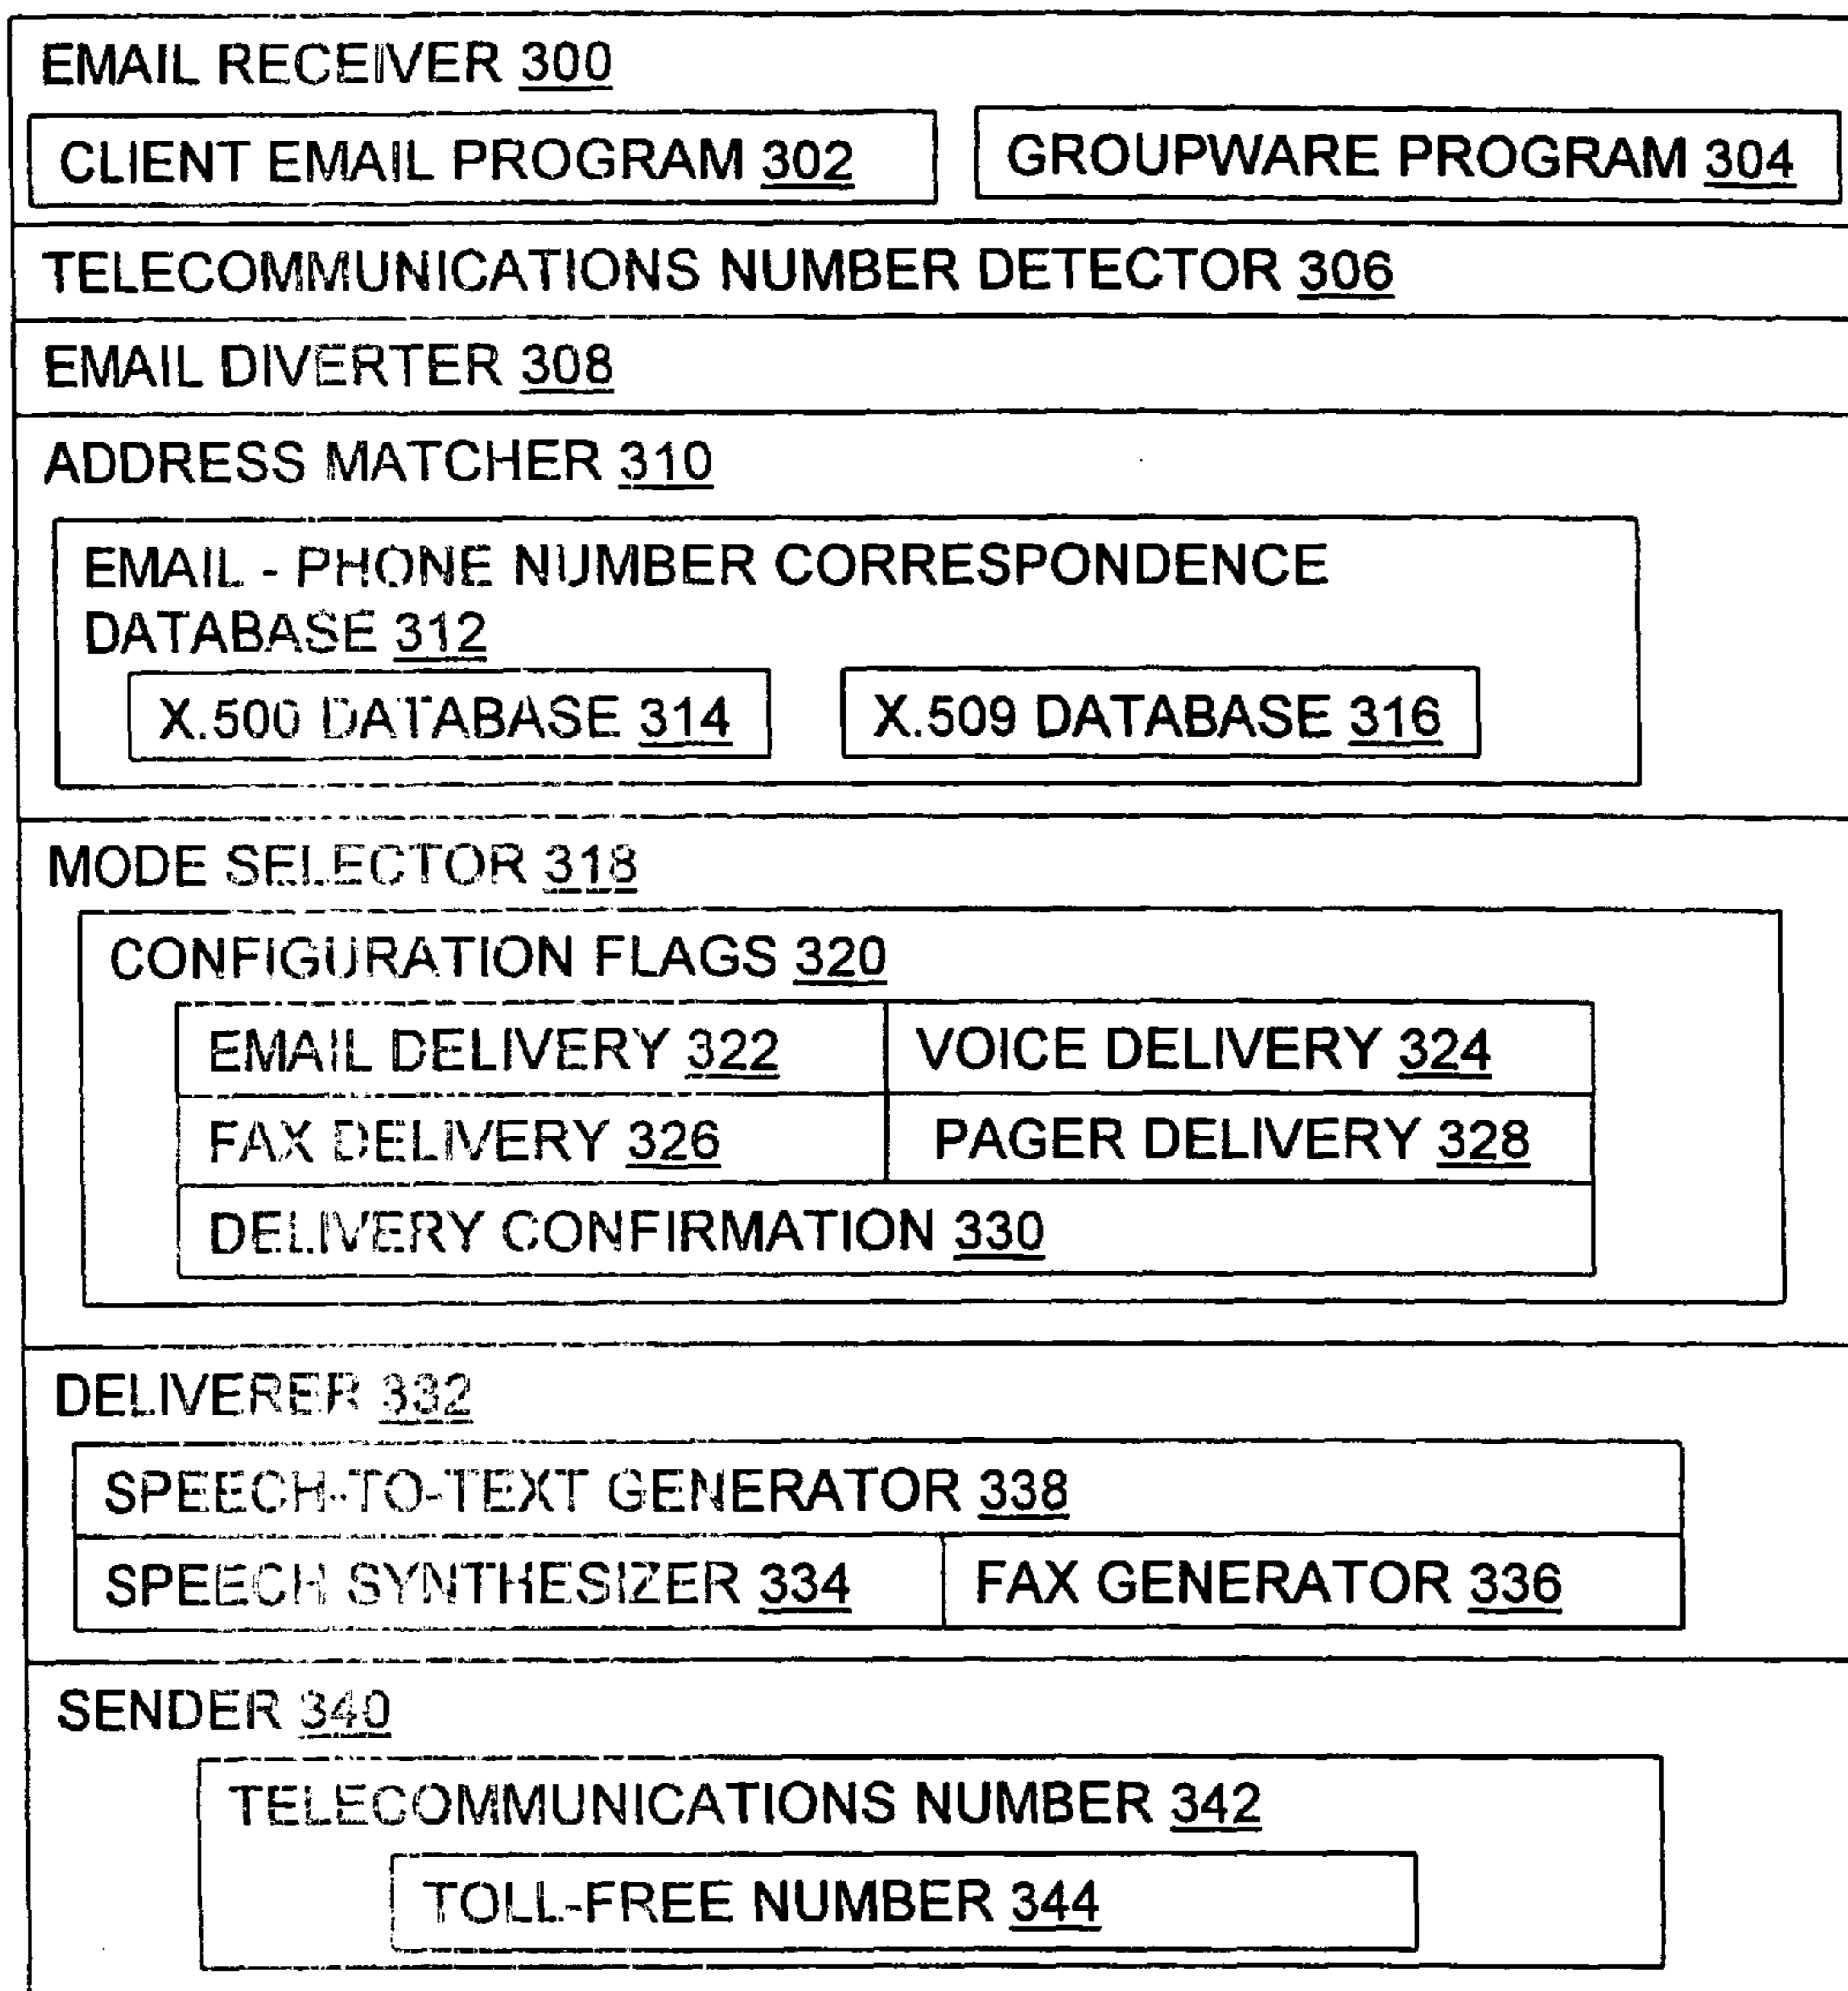 EMAIL RECEIVER 300
CLIENT EMAIL PROGRAM 302
GROUPWARE PROGRAM 304
TELECOMMUNICATIONS NUMBER DETECTOR 306
EMAIL DIVERTER 308
ADDRESS MATCHER 310
EMAIL - PHONE NUMBER CORRESPONDENCE
DATABASE 312
X.500 DATABASE 314
X.509 DATABASE 316
MODE SELECTOR 318
CONFIGURATION FLAGS 320
EMAIL DELIVERY 322
VOICE DELIVERY 324
FAX DELIVERY 326
PAGER DELIVERY 328
DELIVERY CONFIRMATION 330
DELIVERER 332
SPEECH-TO-TEXT GENERATOR 338
SPEECH SYNTHESIZER 334
FAX GENERATOR 336
SENDER 340
TELECOMMUNICATIONS NUMBER 342
TOLL-FREE NUMBER 344